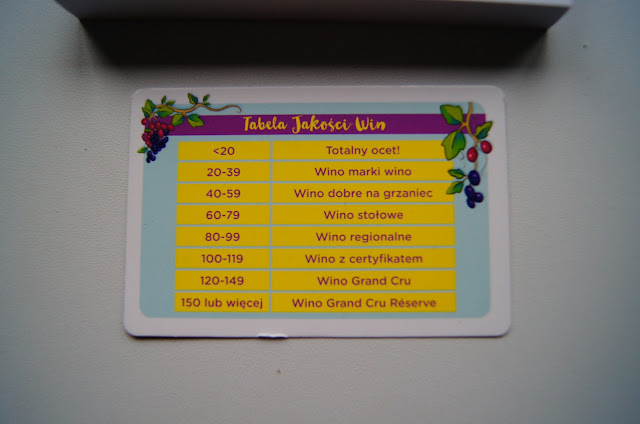 Tabela Jakości Win
<20 Totalny ocet!
20-39 Wino marki wino
40-59 Wino dobre na grzaniec
60-79 Wino stołowe
80-99 Wino regionalne
100-119 Wino z certyfikatem
120-149 Wino Grand Cru
150 lub więcej Wino Grand Cru Réserve